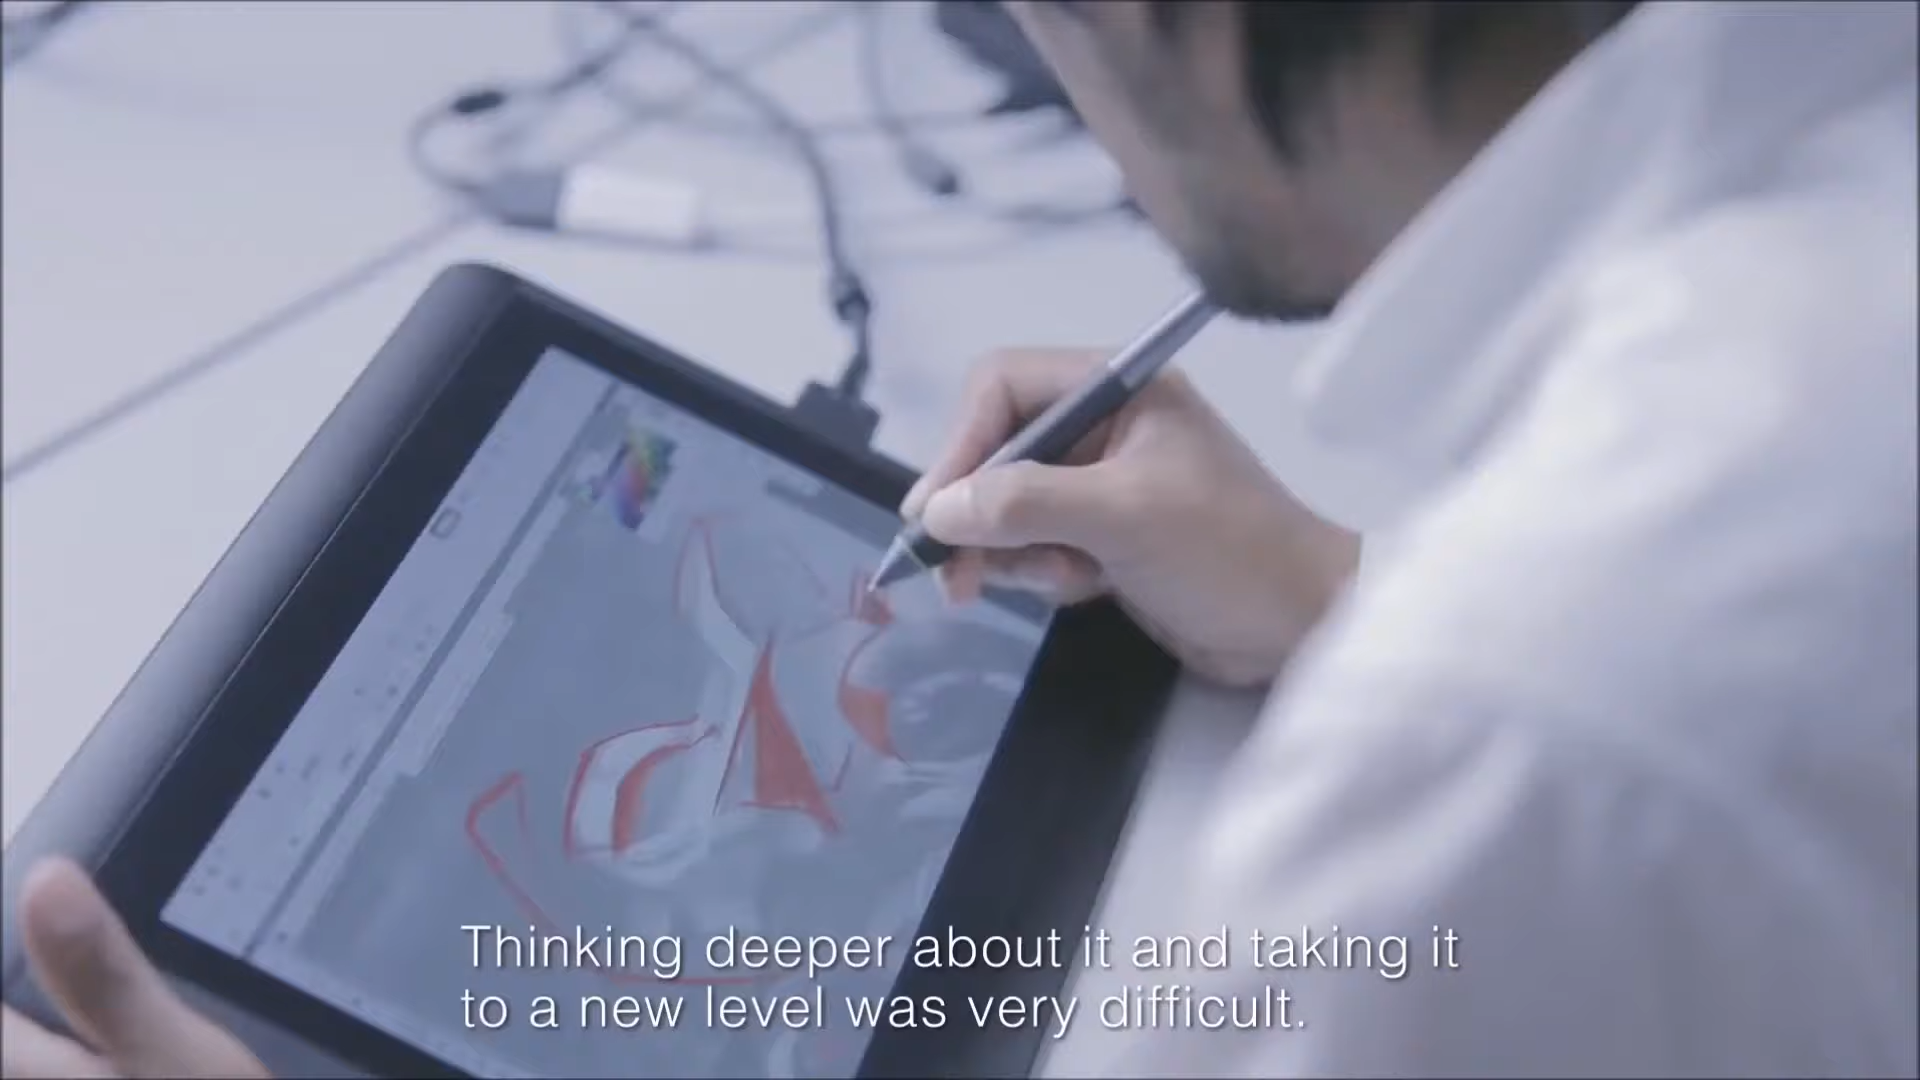 Thinking deeper about it and taking it
to a new level was very difficult.